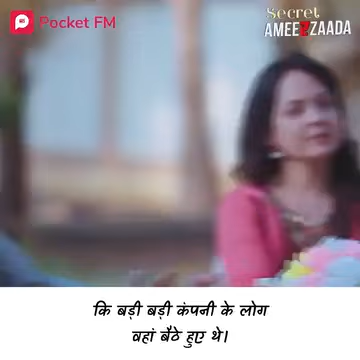 Pocket FM
Secret
AMEERZAADA
कि बड़ी बड़ी कंपनी के लोग
वहां बैठे हुए थे।